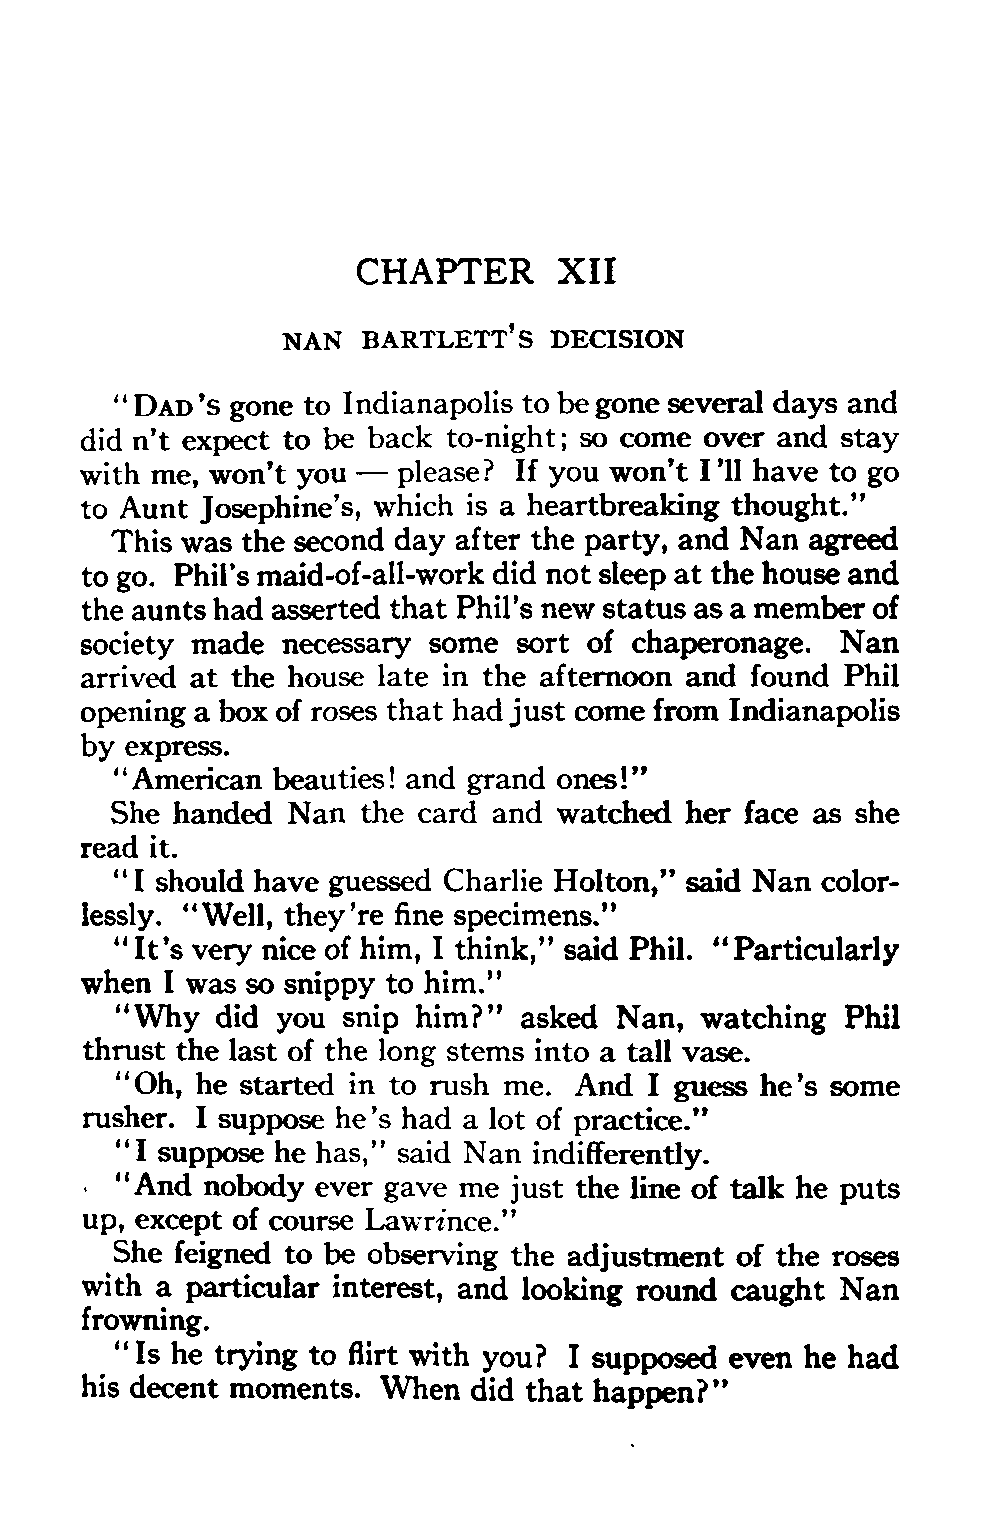 CHAPTER XII
NAN BARTLETT'S DECISION
"DAD's gone to Indianapolis to be gone several days and
did n't expect to be back to-night; so come over and stay
with me, won't you — please? If you won't I'll have to go
to Aunt Josephine's, which is a heartbreaking thought."
This was the second day after the party, and Nan agreed
to go. Phil's maid-of-all-work did not sleep at the house and
the aunts had asserted that Phil's new status as a member of
society made necessary some sort of chaperonage. Nan
arrived at the house late in the afternoon and found Phil
opening a box of roses that had just come from Indianapolis
by express.
"American beauties! and grand ones!"
She handed Nan the card and watched her face as she
read it.
"I should have guessed Charlie Holton," said Nan color-
lessly. "Well, they're fine specimens."
"It's very nice of him, I think," said Phil. "Particularly
when I was so snippy to him."
"Why did you snip him?" asked Nan, watching Phil
thrust the last of the long stems into a tall vase.
"Oh, he started in to rush me. And I guess he's some
rusher. I suppose he's had a lot of practice."
"I suppose he has," said Nan indifferently.
"And nobody ever gave me just the line of talk he puts
up, except of course Lawrince."
She feigned to be observing the adjustment of the roses
with a particular interest, and looking round caught Nan
frowning.
"Is he trying to flirt with you? I supposed even he had
his decent moments. When did that happen?"